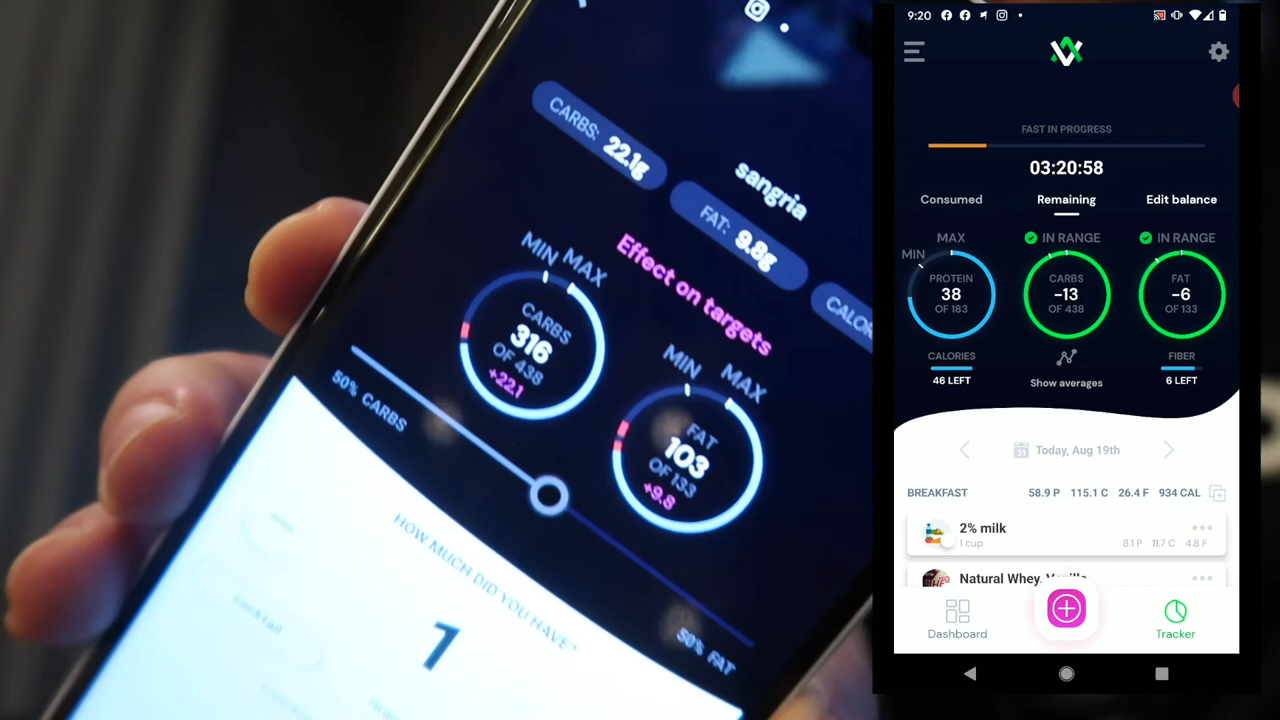 CARBS: 22.1g
sangria
FAT: 9.8g
Effect on targets
MIN MAX
CARBS
316
OF 438
+22.1
MIN MAX
FAT
103
OF 133
+9.8
50% CARBS
50% FAT
HOW MUCH DID YOU HAVE?
1
cocktail
9:20
FAST IN PROGRESS
03:20:58
Consumed Remaining Edit balance
MAX IN RANGE IN RANGE
MIN
PROTEIN CARBS FAT
38 -13 -6
OF 183 OF 438 OF 133
CALORIES FIBER
46 LEFT Show averages 6 LEFT
Today, Aug 19th
BREAKFAST 58.9 P 115.1 C 26.4 F 934 CAL
2% milk
1 cup 8.1 P 11.7 C 4.8 F
Natural Whey, Vanilla
Dashboard Tracker